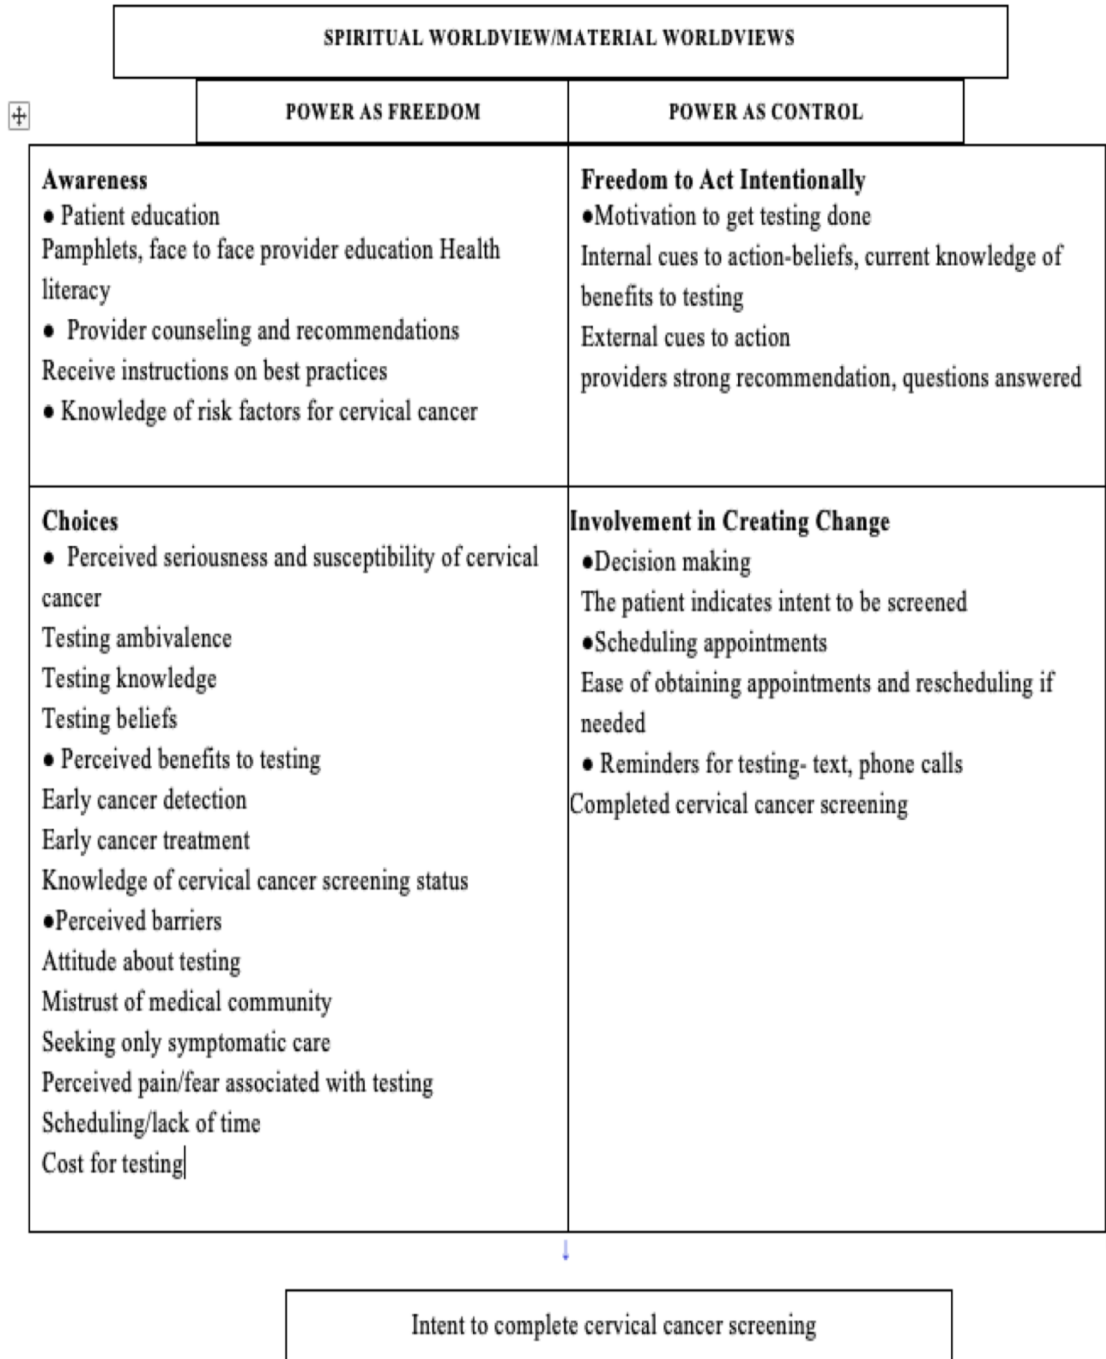 SPIRITUAL WORLDVIEW/MATERIAL WORLDVIEWS
POWER AS FREEDOM
POWER AS CONTROL
Awareness
● Patient education
Pamphlets, face to face provider education Health
literacy
● Provider counseling and recommendations
Receive instructions on best practices
● Knowledge of risk factors for cervical cancer
Freedom to Act Intentionally
●Motivation to get testing done
Internal cues to action-beliefs, current knowledge of
benefits to testing
External cues to action
providers strong recommendation, questions answered
Choices
● Perceived seriousness and susceptibility of cervical
cancer
Testing ambivalence
Testing knowledge
Testing beliefs
● Perceived benefits to testing
Early cancer detection
Early cancer treatment
Knowledge of cervical cancer screening status
●Perceived barriers
Attitude about testing
Mistrust of medical community
Seeking only symptomatic care
Perceived pain/fear associated with testing
Scheduling/lack of time
Cost for testing
Involvement in Creating Change
●Decision making
The patient indicates intent to be screened
●Scheduling appointments
Ease of obtaining appointments and rescheduling if
needed
● Reminders for testing- text, phone calls
Completed cervical cancer screening
↓
Intent to complete cervical cancer screening